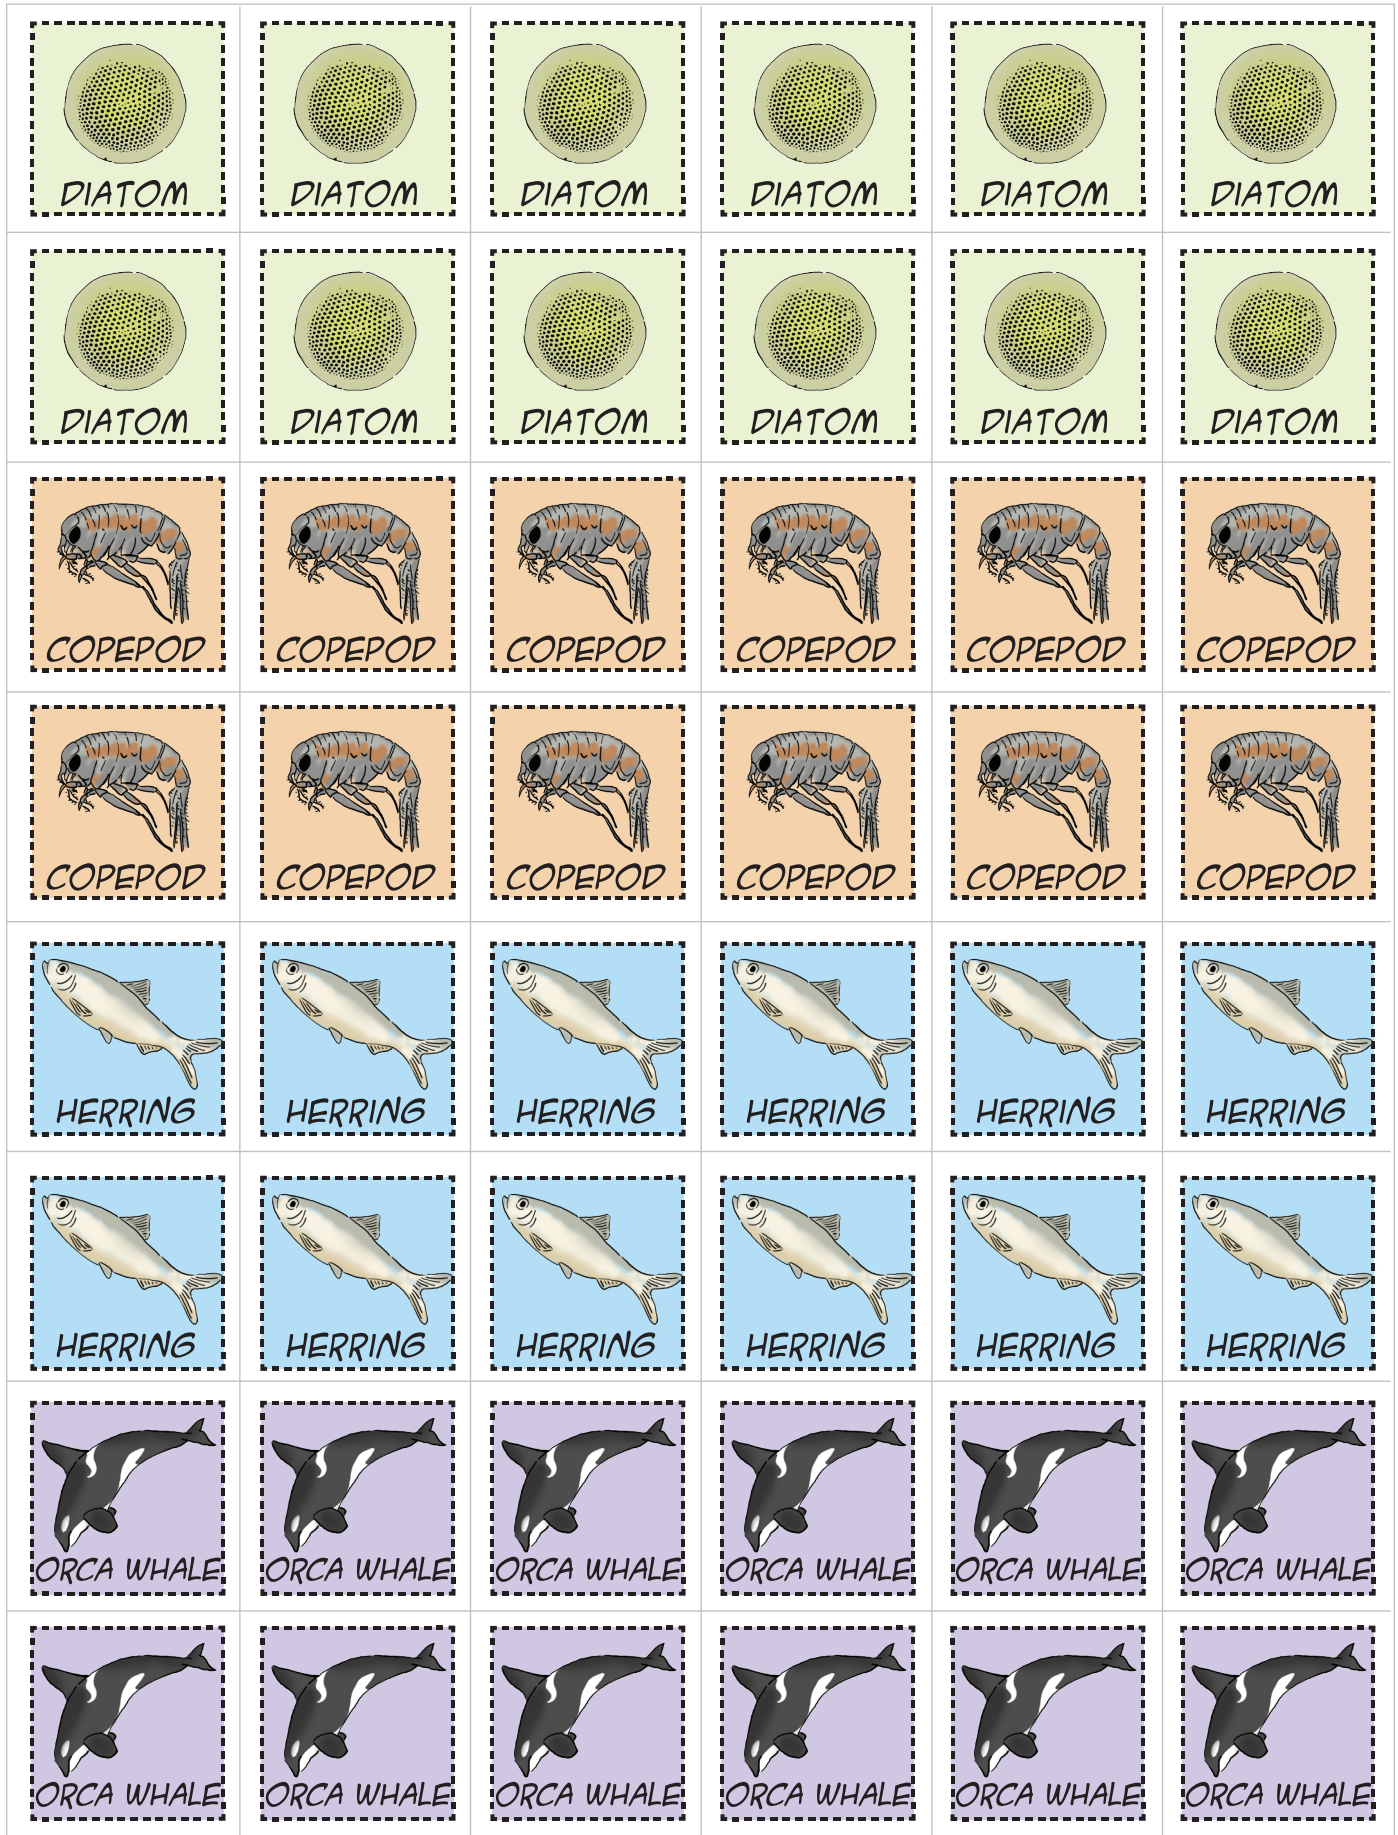 DIATOM DIATOM DIATOM DIATOM DIATOM DIATOM
DIATOM DIATOM DIATOM DIATOM DIATOM DIATOM
COPEPOD COPEPOD COPEPOD COPEPOD COPEPOD COPEPOD
COPEPOD COPEPOD COPEPOD COPEPOD COPEPOD COPEPOD
HERRING HERRING HERRING HERRING HERRING HERRING
HERRING HERRING HERRING HERRING HERRING HERRING
ORCA WHALE ORCA WHALE ORCA WHALE ORCA WHALE ORCA WHALE ORCA WHALE
ORCA WHALE ORCA WHALE ORCA WHALE ORCA WHALE ORCA WHALE ORCA WHALE